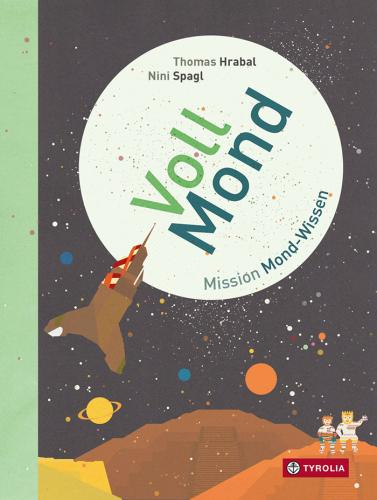 Thomas Hrabal
Nini Spagl
Voll
Mond
Mission Mond-Wissen
TYROLIA